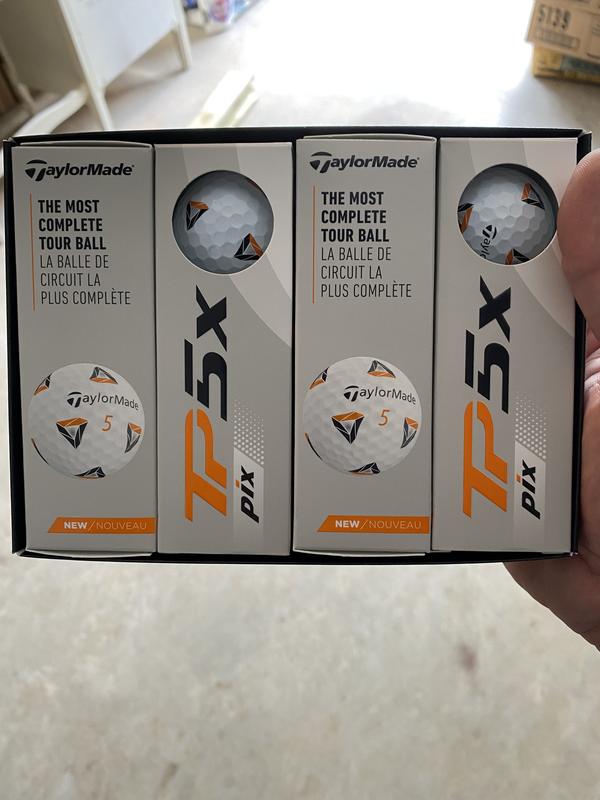 S139
TaylorMade
THE MOST
COMPLETE
TOUR BALL
LA BALLE DE
CIRCUIT LA
PLUS COMPLÈTE
TaylorMade
5
NEW/NOUVEAU
TP5x
pix
TaylorMade
THE MOST
COMPLETE
TOUR BALL
LA BALLE DE
CIRCUIT LA
PLUS COMPLÈTE
TaylorMade
5
NEW/NOUVEAU
Taylo
TP5x
pix